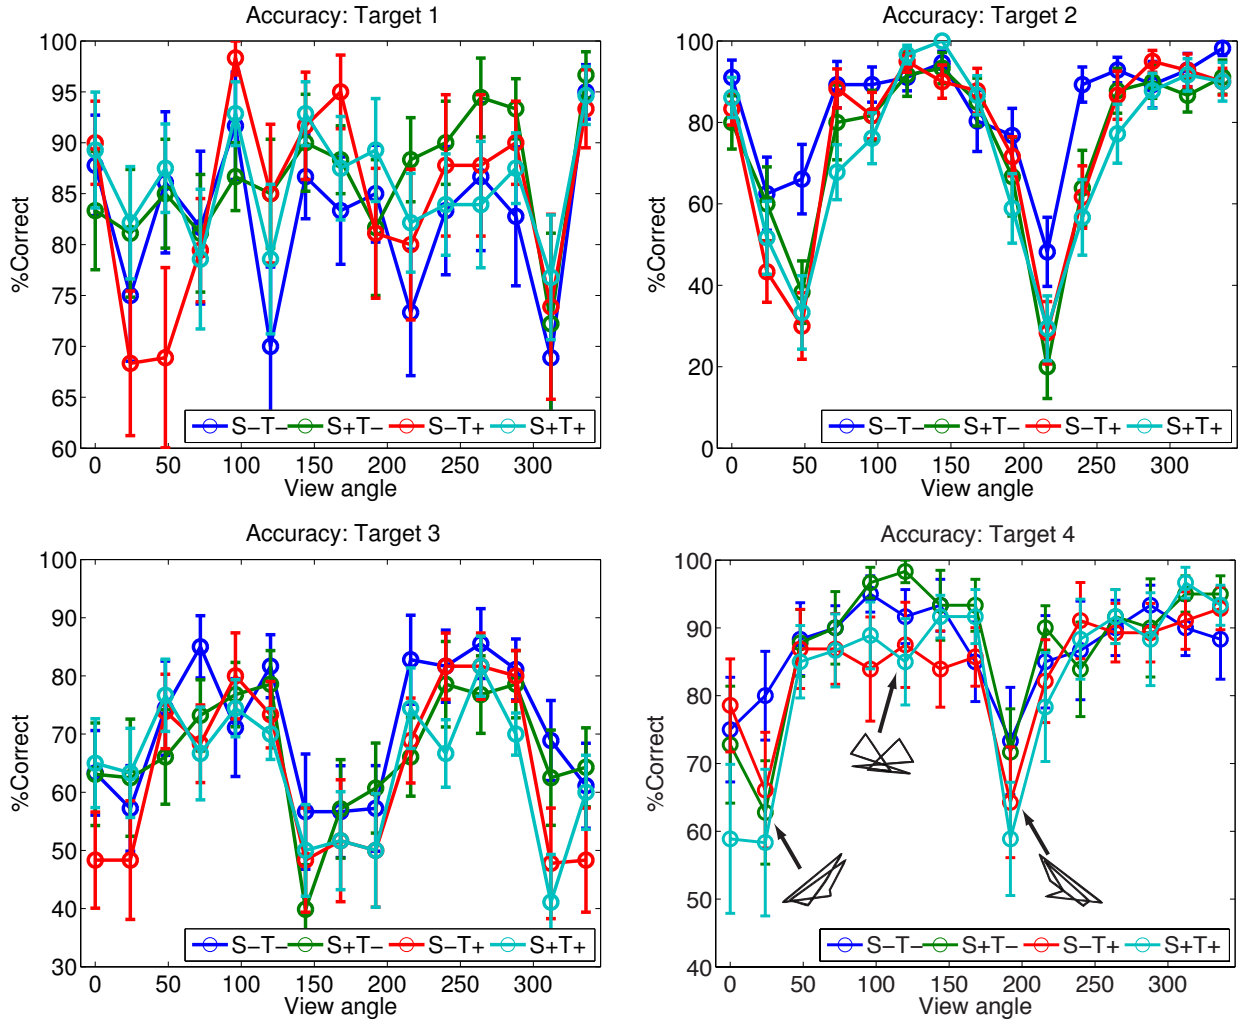 Accuracy: Target 1
100
95
90
85
80
75
70
65
60
%Correct
S−T− S+T− S−T+ S+T+
0 50 100 150 200 250 300
View angle
Accuracy: Target 2
100
80
60
40
20
0
%Correct
S−T− S+T− S−T+ S+T+
0 50 100 150 200 250 300
View angle
Accuracy: Target 3
100
90
80
70
60
50
40
30
%Correct
S−T− S+T− S−T+ S+T+
0 50 100 150 200 250 300
View angle
Accuracy: Target 4
100
90
80
70
60
50
40
%Correct
S−T− S+T− S−T+ S+T+
0 50 100 150 200 250 300
View angle